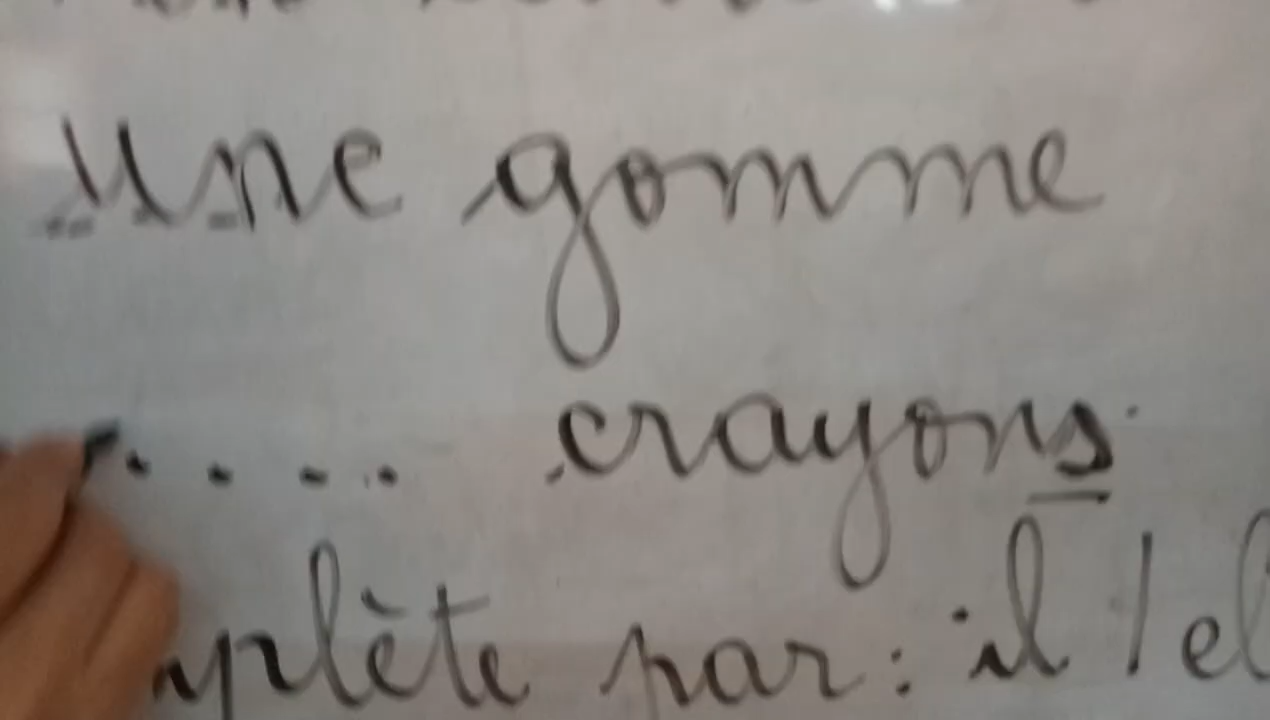 Une gomme
..... crayons
plète par: il / el